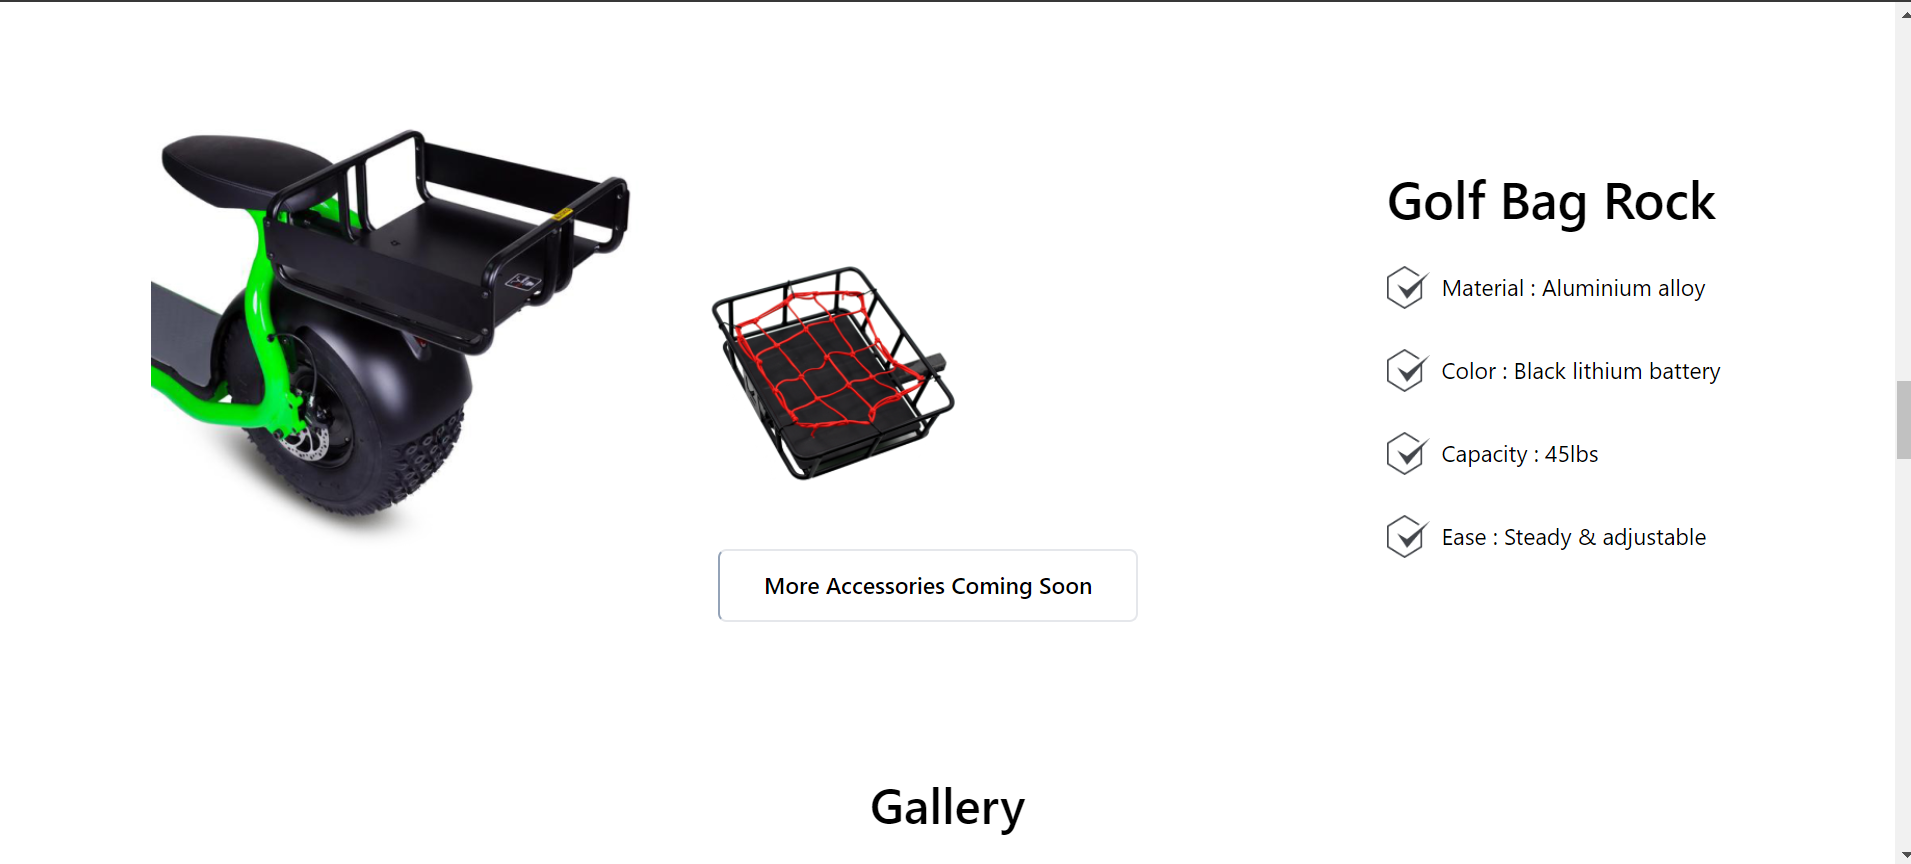 Golf Bag Rock
Material : Aluminium alloy
Color : Black lithium battery
Capacity : 45lbs
Ease : Steady & adjustable
More Accessories Coming Soon
Gallery